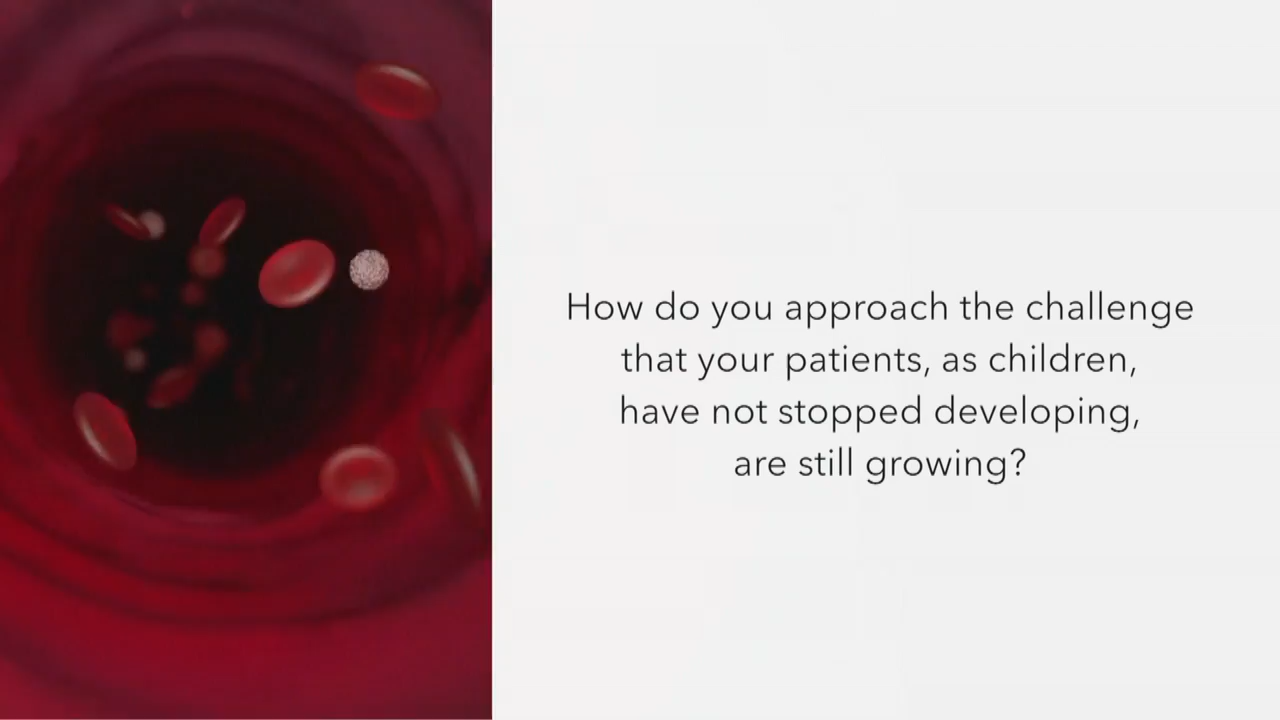 How do you approach the challenge
that your patients, as children,
have not stopped developing,
are still growing?